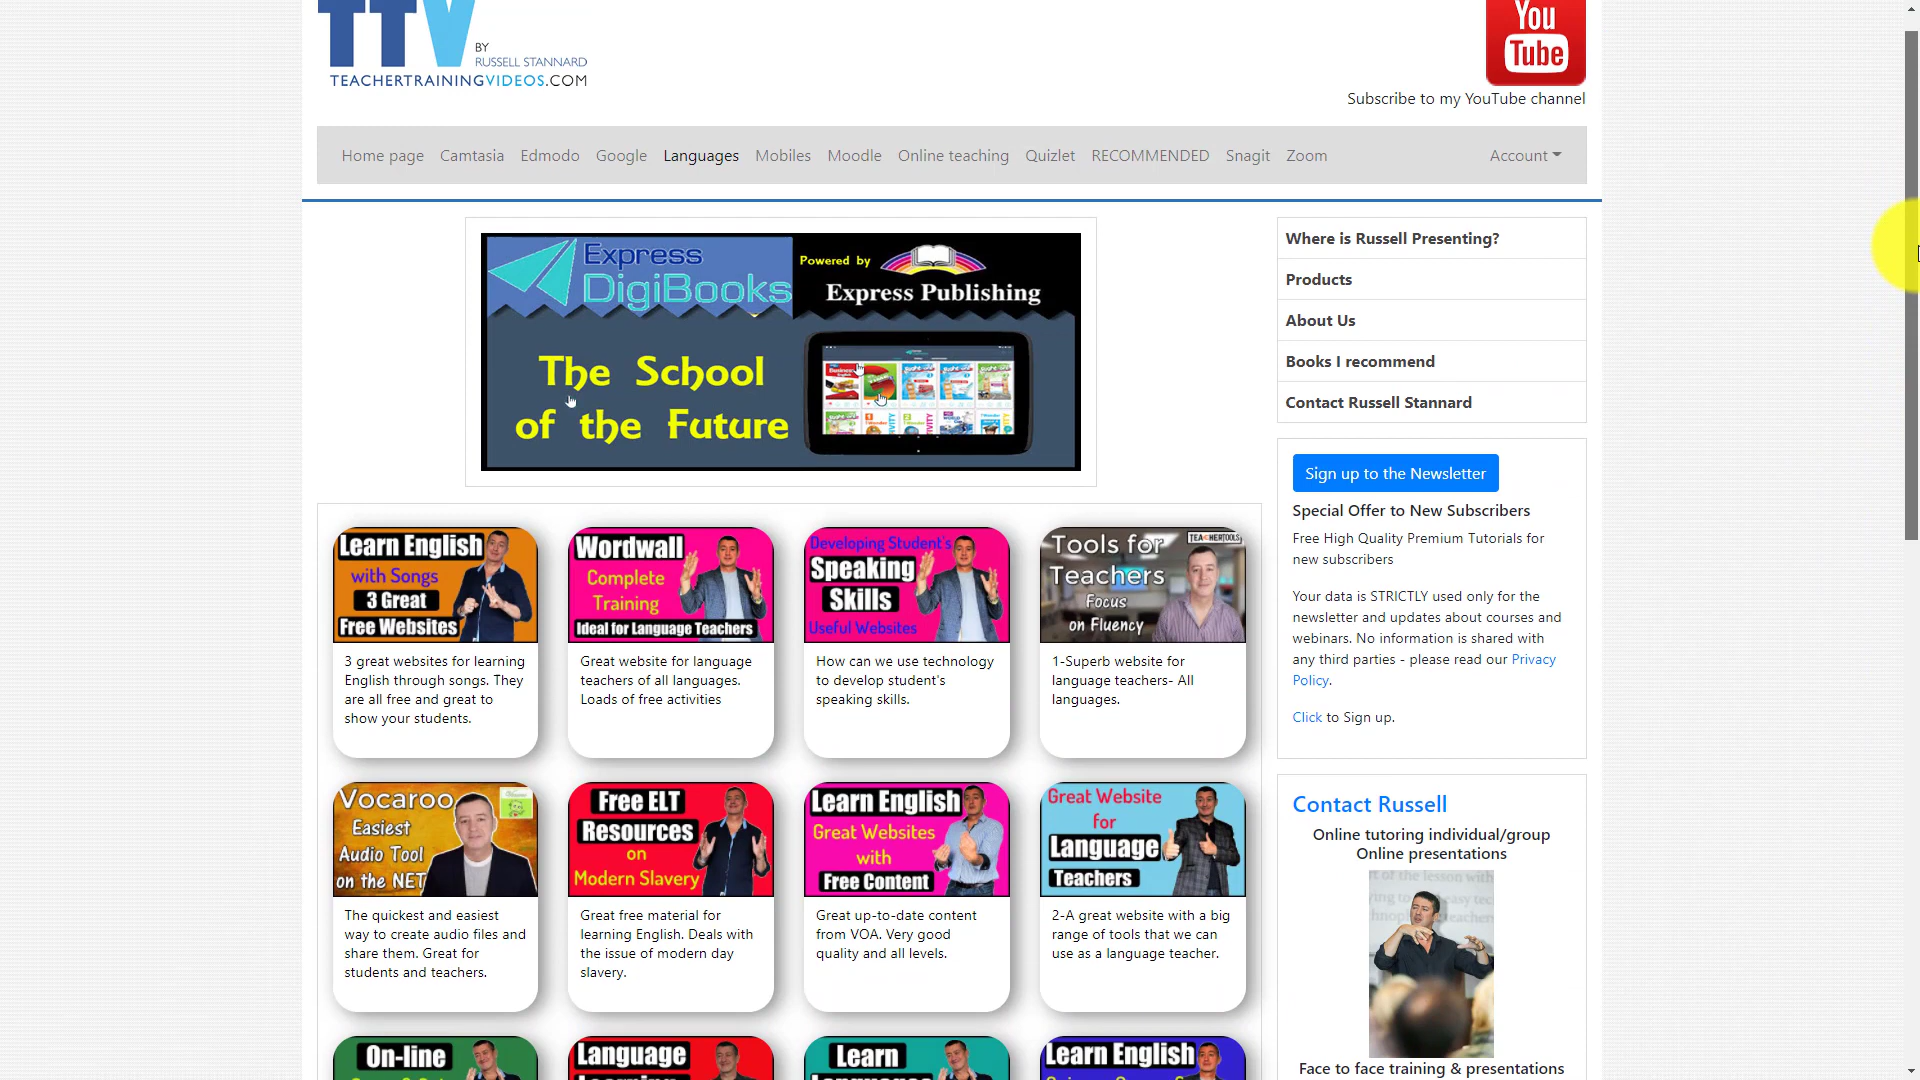 TTV
BY
RUSSELL STANNARD
TEACHERTRAININGVIDEOS.COM
You
Tube
Subscribe to my YouTube channel
Home page Camtasia Edmodo Google Languages Mobiles Moodle Online teaching Quizlet RECOMMENDED Snagit Zoom Account
Express
DigiBooks
Powered by
Express Publishing
The School
of the Future
Where is Russell Presenting?
Products
About Us
Books I recommend
Contact Russell Stannard
Sign up to the Newsletter
Special Offer to New Subscribers
Free High Quality Premium Tutorials for
new subscribers
Your data is STRICTLY used only for the
newsletter and updates about courses and
webinars. No information is shared with
any third parties - please read our Privacy
Policy.
Click to Sign up.
Learn English
with Songs
3 Great
Free Websites
3 great websites for learning
English through songs. They
are all free and great to
show your students.
Wordwall
Complete
Training
Ideal for Language Teachers
Great website for language
teachers of all languages.
Loads of free activities
Developing Student's
Speaking
Skills
Useful Websites
How can we use technology
to develop student's
speaking skills.
Tools for
Teachers
Focus
on Fluency
TEACHERTOOLS
1-Superb website for
language teachers- All
languages.
Vocaroo
Easiest
Audio Tool
on the NET
The quickest and easiest
way to create audio files and
share them. Great for
students and teachers.
Free ELT
Resources
on
Modern Slavery
Great free material for
learning English. Deals with
the issue of modern day
slavery.
Learn English
Great Websites
with
Free Content
Great up-to-date content
from VOA. Very good
quality and all levels.
Great Website
for
Language
Teachers
2-A great website with a big
range of tools that we can
use as a language teacher.
Contact Russell
Online tutoring individual/group
Online presentations
Face to face training & presentations
On-line
Language
Learn
Learn English